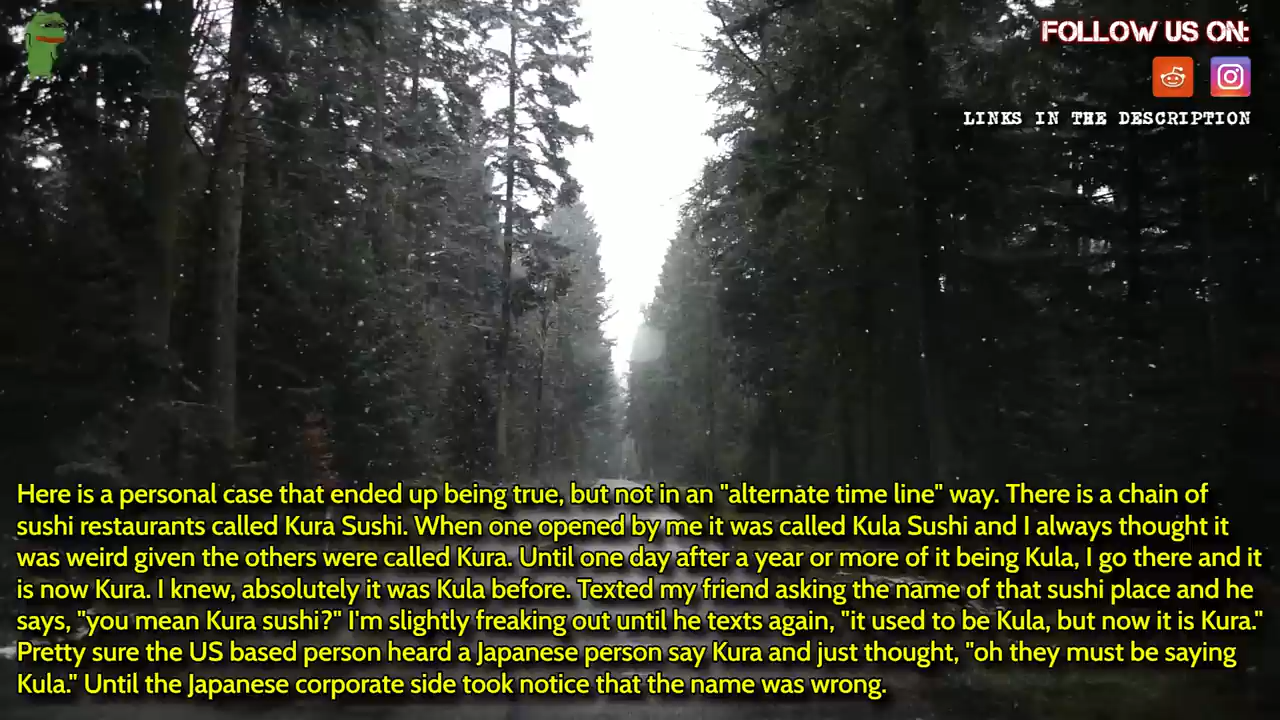 FOLLOW US ON:
LINKS IN THE DESCRIPTION
Here is a personal case that ended up being true, but not in an "alternate time line" way. There is a chain of
sushi restaurants called Kura Sushi. When one opened by me it was called Kula Sushi and I always thought it
was weird given the others were called Kura. Until one day after a year or more of it being Kula, I go there and it
is now Kura. I knew, absolutely it was Kula before. Texted my friend asking the name of that sushi place and he
says, "you mean Kura sushi?" I'm slightly freaking out until he texts again, "it used to be Kula, but now it is Kura."
Pretty sure the US based person heard a Japanese person say Kura and just thought, "oh they must be saying
Kula." Until the Japanese corporate side took notice that the name was wrong.